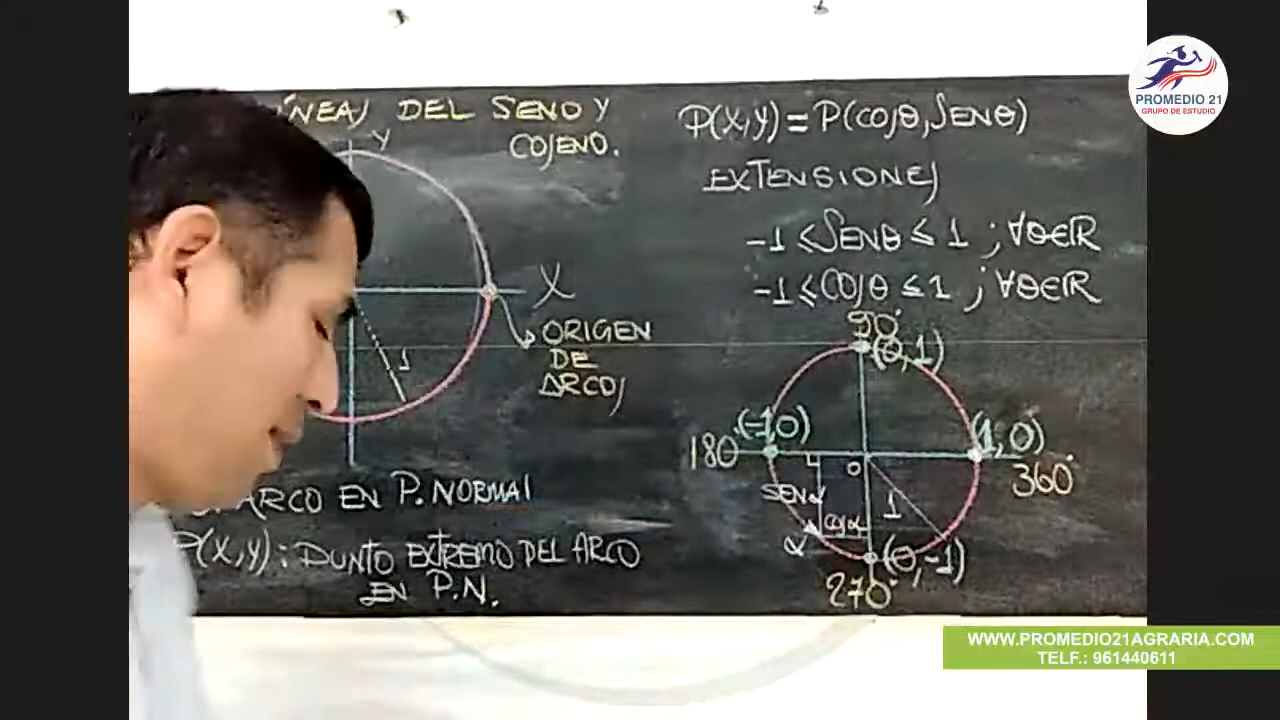 LÍNEAS DEL SENO Y
COSENO.
Y
X
1
ORIGEN
DE
ARCOS
ARCO EN P. NORMAL
P(X,Y): PUNTO EXTREMO DEL ARCO
EN P.N.
P(X,Y) = P(COSθ, SENθ)
EXTENSIONES
-1 ≤ SENθ ≤ 1 ; ∀θ∈ℝ
-1 ≤ COSθ ≤ 1 ; ∀θ∈ℝ
90°
(0,1)
(-1,0)
(1,0)
180
O
360°
SENα
COSα
1
α
(0,-1)
270°
PROMEDIO 21
GRUPO DE ESTUDIO
WWW.PROMEDIO21AGRARIA.COM
TELF.: 961440611